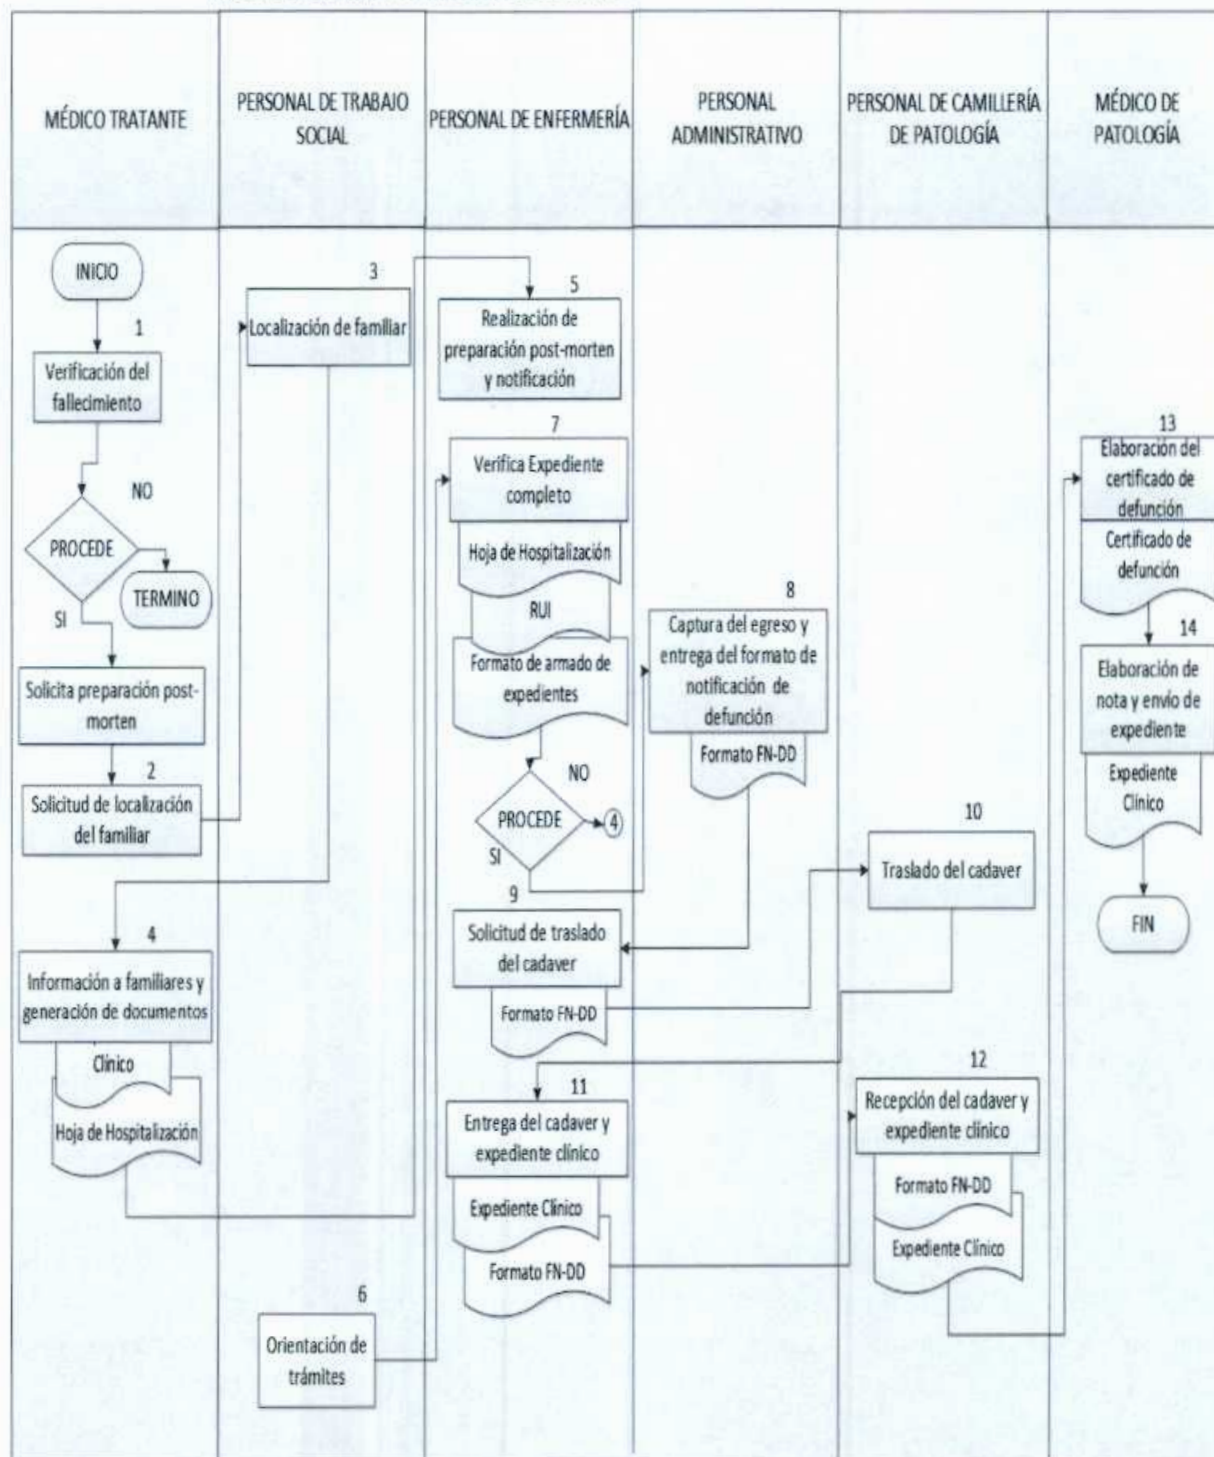 MÉDICO TRATANTE
PERSONAL DE TRABAJO
SOCIAL
PERSONAL DE ENFERMERÍA
PERSONAL
ADMINISTRATIVO
PERSONAL DE CAMILLERÍA
DE PATOLOGÍA
MÉDICO DE
PATOLOGÍA
INICIO
1
Verificación del
fallecimiento
NO
PROCEDE
TERMINO
SI
Solicita preparación post-
morten
2
Solicitud de localización
del familiar
3
Localización de familiar
4
Información a familiares y
generación de documentos
Clínico
Hoja de Hospitalización
5
Realización de
preparación post-morten
y notificación
6
Orientación de
trámites
7
Verifica Expediente
completo
Hoja de Hospitalización
RUI
Formato de armado de
expedientes
NO
PROCEDE
4
SI
8
Captura del egreso y
entrega del formato de
notificación de
defunción
Formato FN-DD
9
Solicitud de traslado
del cadaver
Formato FN-DD
10
Traslado del cadaver
11
Entrega del cadaver y
expediente clínico
Expediente Clínico
Formato FN-DD
12
Recepción del cadaver y
expediente clínico
Formato FN-DD
Expediente Clínico
13
Elaboración del
certificado de
defunción
Certificado de
defunción
14
Elaboración de
nota y envío de
expediente
Expediente
Clínico
FIN